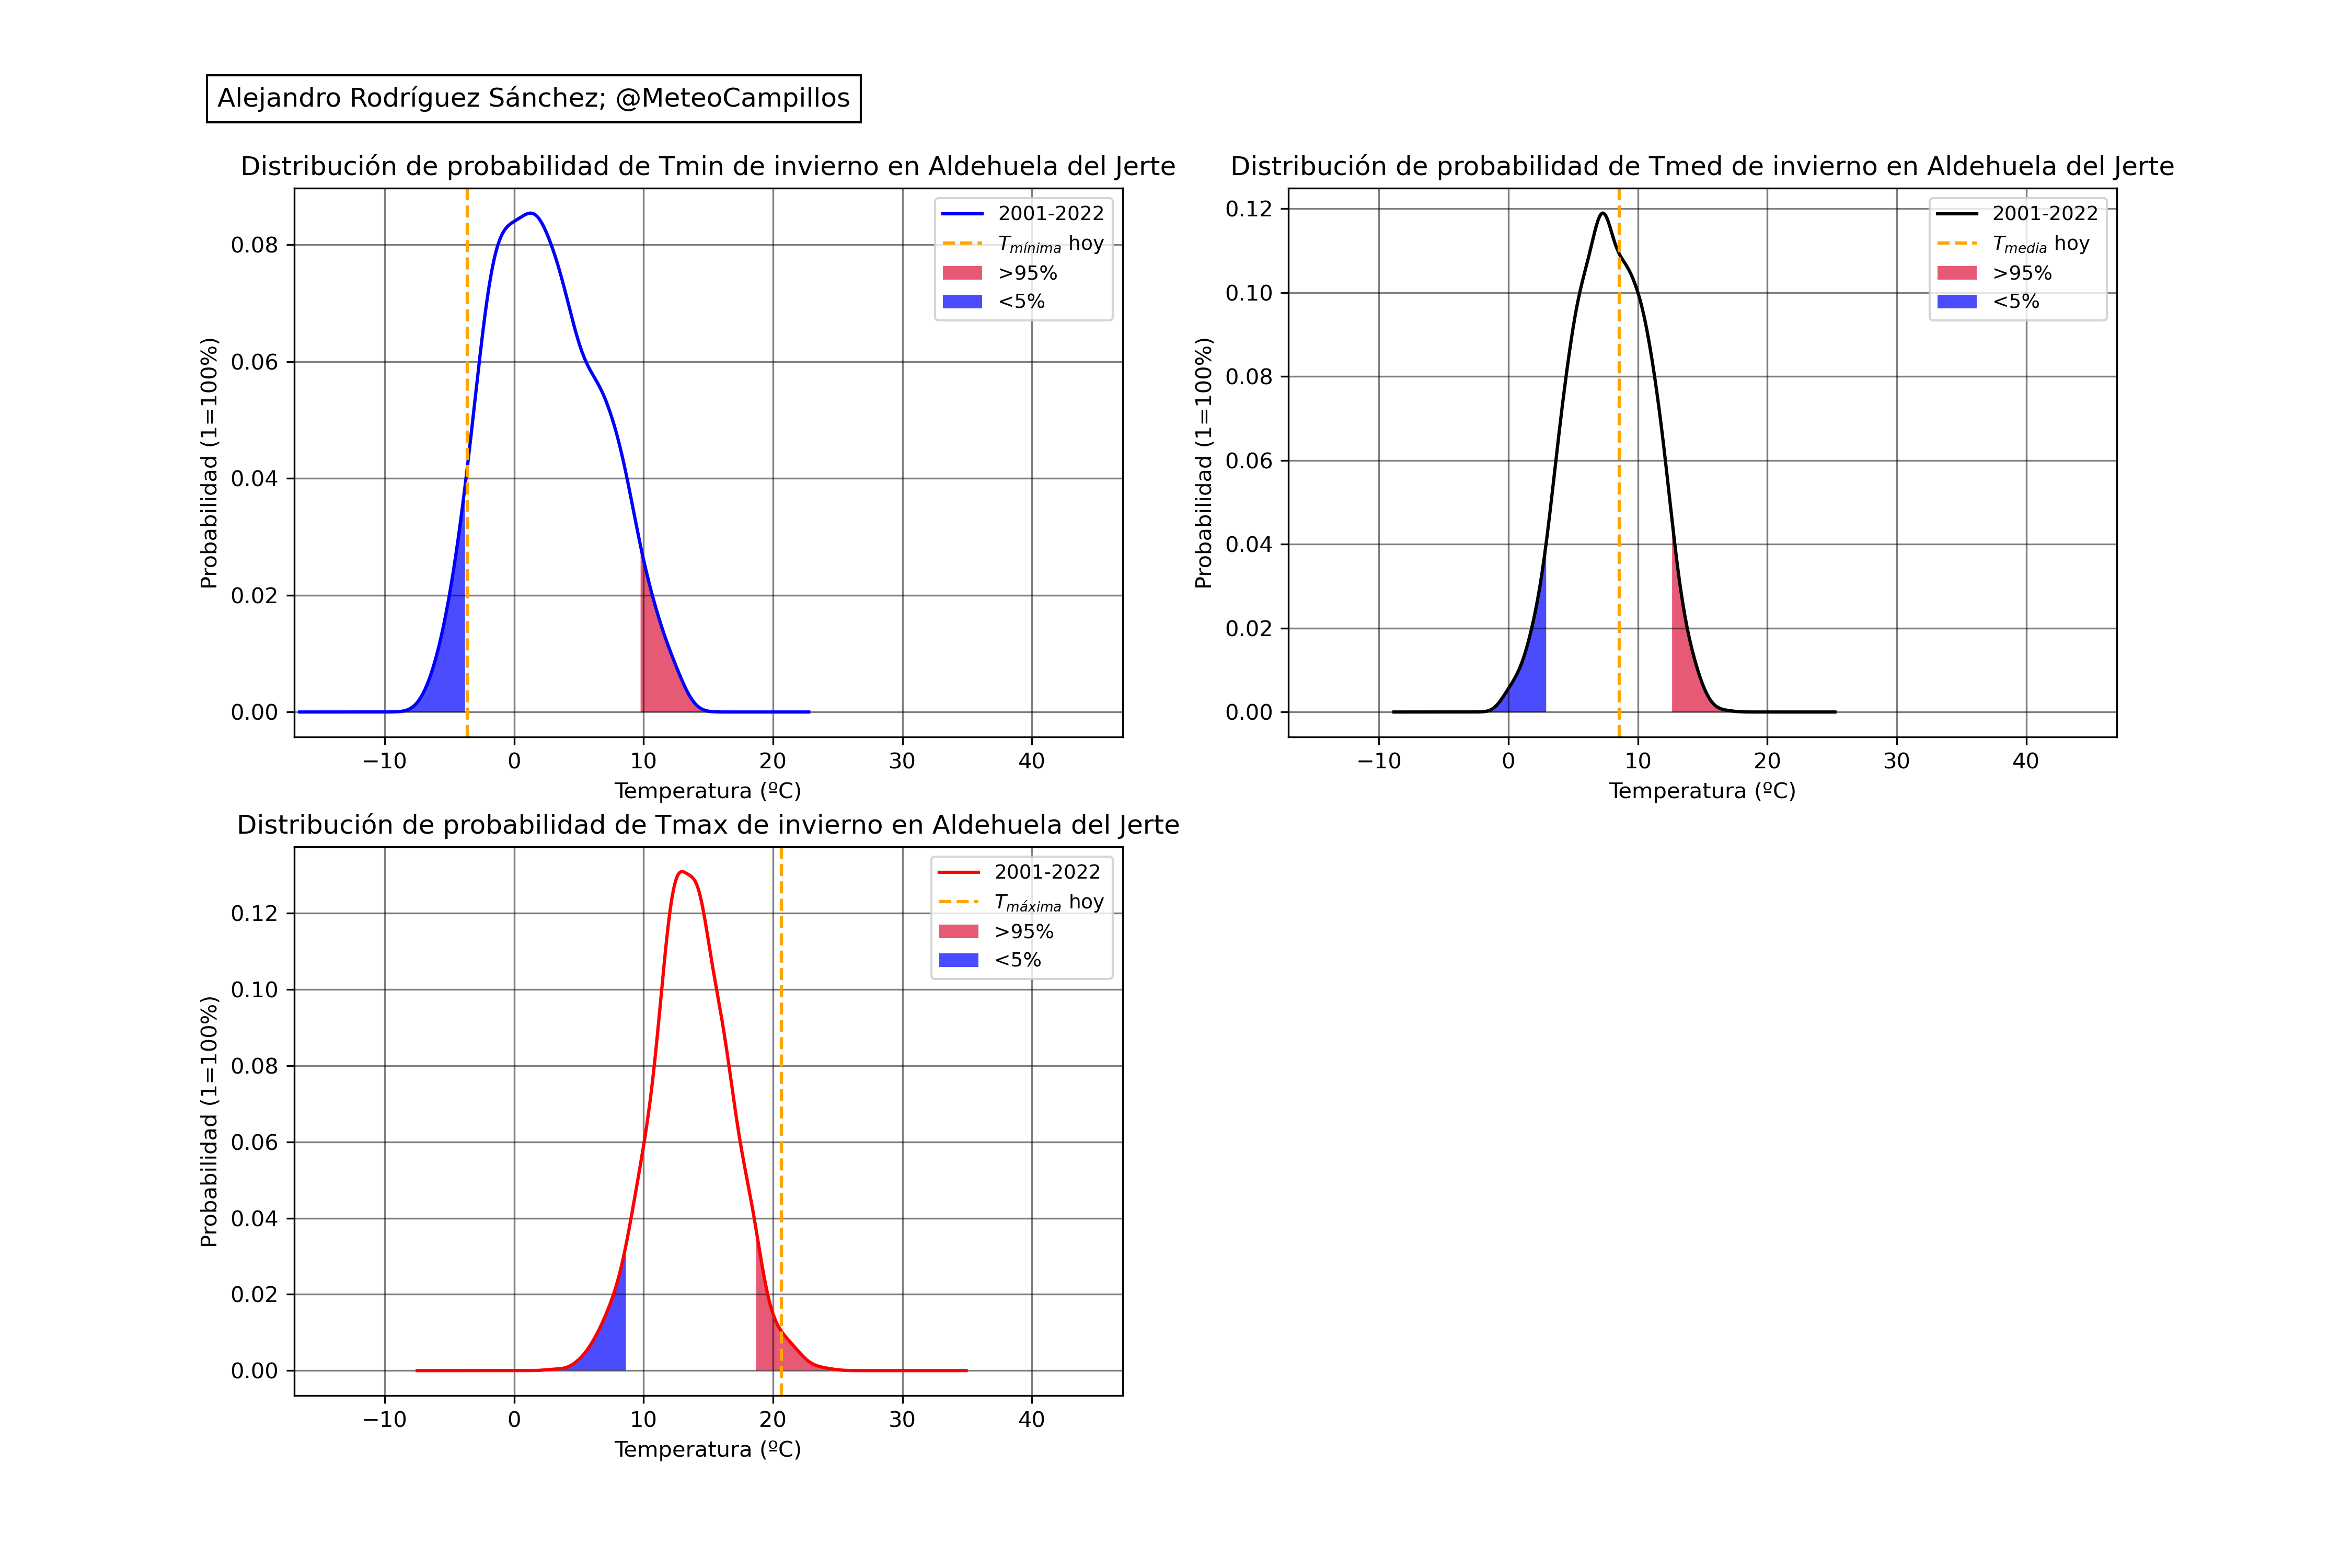 Alejandro Rodríguez Sánchez; @MeteoCampillos
Distribución de probabilidad de Tmin de invierno en Aldehuela del Jerte
Probabilidad (1=100%)
0.08
0.06
0.04
0.02
0.00
−10 0 10 20 30 40
Temperatura (ºC)
2001-2022
Tmínima hoy
>95%
<5%
Distribución de probabilidad de Tmed de invierno en Aldehuela del Jerte
Probabilidad (1=100%)
0.12
0.10
0.08
0.06
0.04
0.02
0.00
−10 0 10 20 30 40
Temperatura (ºC)
2001-2022
Tmedia hoy
>95%
<5%
Distribución de probabilidad de Tmax de invierno en Aldehuela del Jerte
Probabilidad (1=100%)
0.12
0.10
0.08
0.06
0.04
0.02
0.00
−10 0 10 20 30 40
Temperatura (ºC)
2001-2022
Tmáxima hoy
>95%
<5%